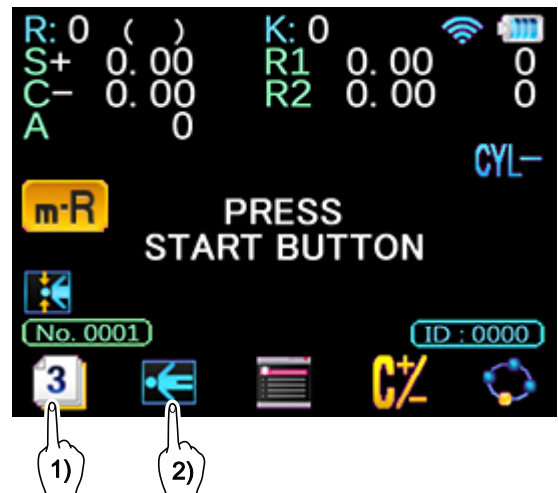 R: 0 ( ) K: 0
S+ 0. 00 R1 0. 00 0
C− 0. 00 R2 0. 00 0
A 0
CYL−
m·R
PRESS
START BUTTON
No. 0001 ID : 0000
3 C+/−
1) 2)